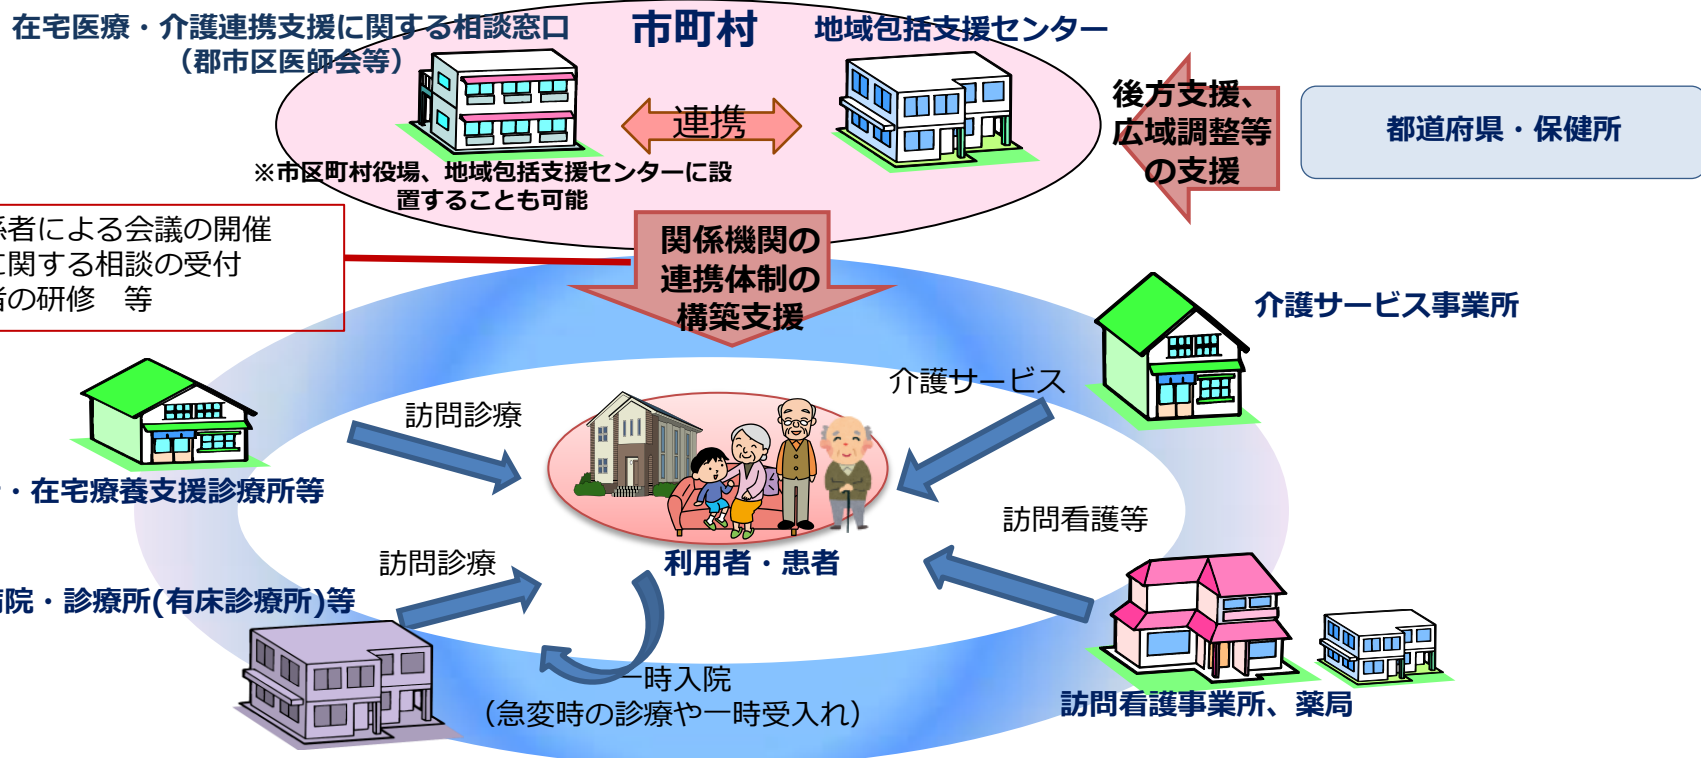 在宅医療・介護連携支援に関する相談窓口
（郡市区医師会等）
市町村
地域包括支援センター
連携
※市区町村役場、地域包括支援センターに設
置することも可能
後方支援、
広域調整等
の支援
都道府県・保健所
係者による会議の開催
に関する相談の受付
者の研修　等
関係機関の
連携体制の
構築支援
介護サービス事業所
介護サービス
訪問診療
・在宅療養支援診療所等
利用者・患者
訪問看護等
訪問診療
病院・診療所(有床診療所)等
一時入院
（急変時の診療や一時受入れ）
訪問看護事業所、薬局